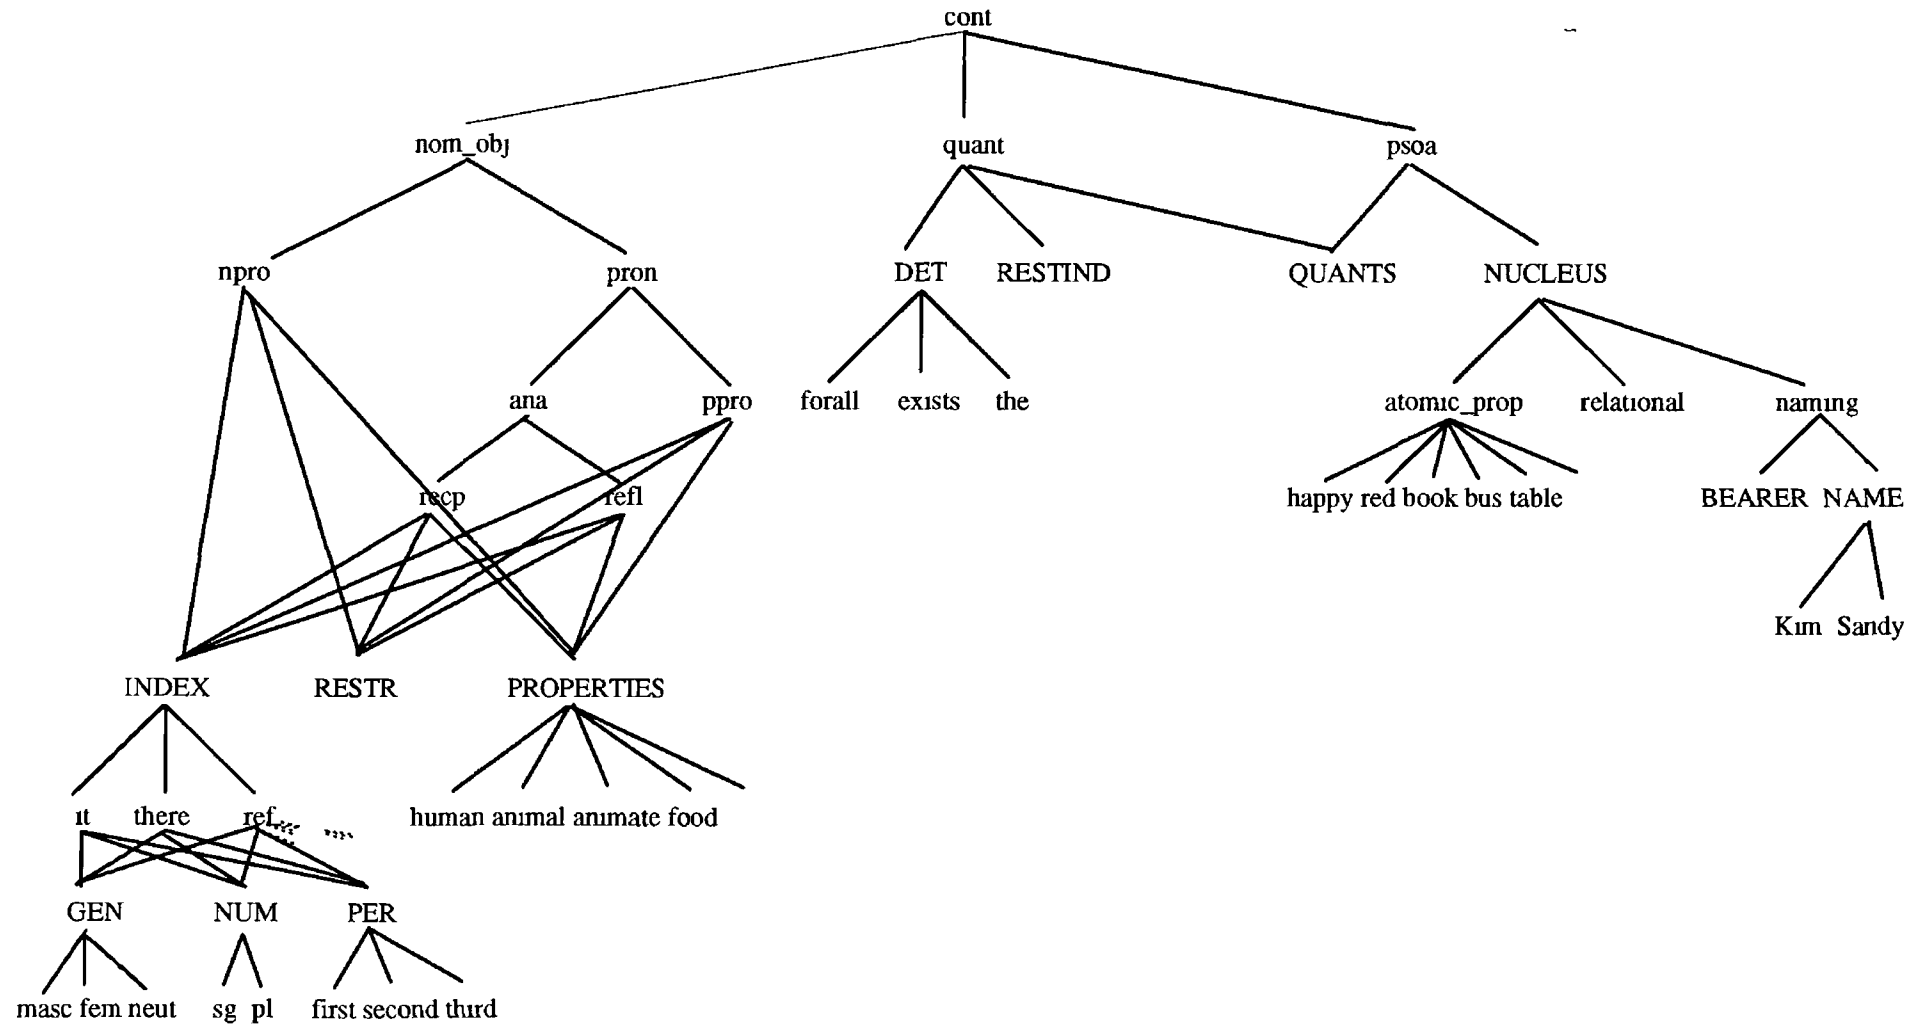 cont
nom_obj quant psoa
npro pron DET RESTIND QUANTS NUCLEUS
ana ppro forall exists the atomic_prop relational naming
recp refl happy red book bus table BEARER NAME
Kim Sandy
INDEX RESTR PROPERTIES
it there ref human animal animate food
GEN NUM PER
masc fem neut sg pl first second third